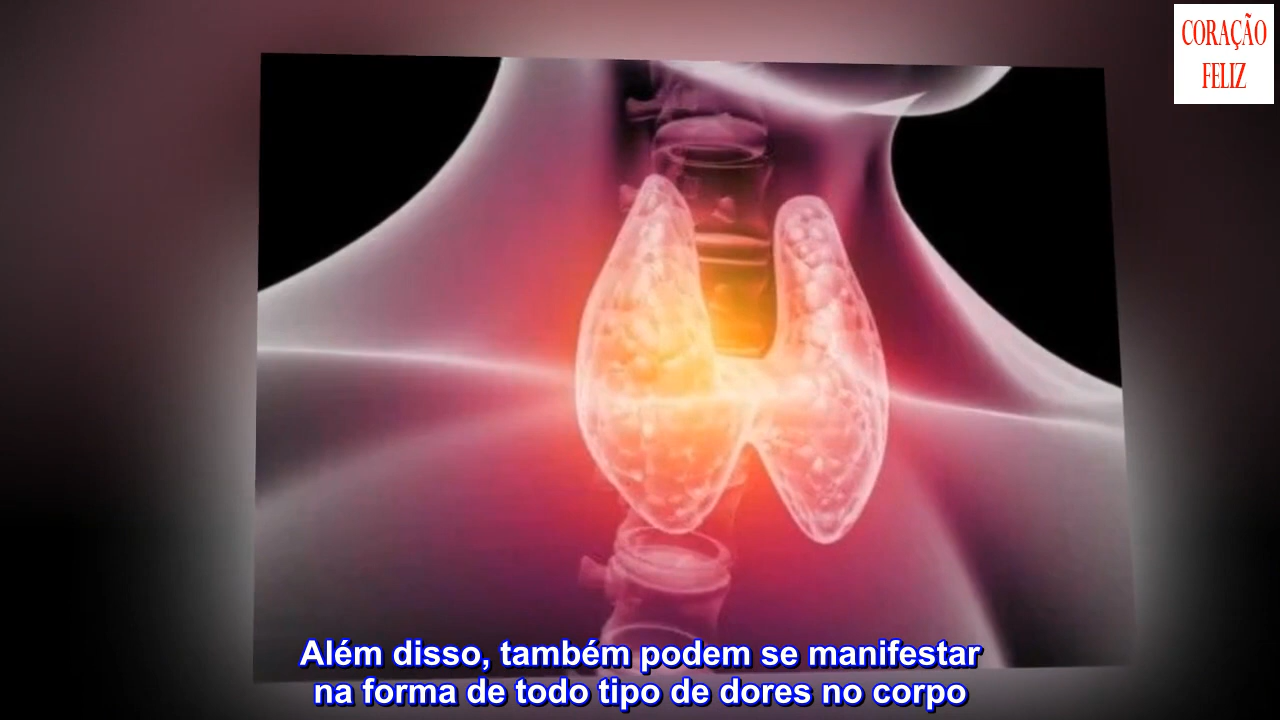 CORAÇÃO
FELIZ
Além disso, também podem se manifestar
na forma de todo tipo de dores no corpo